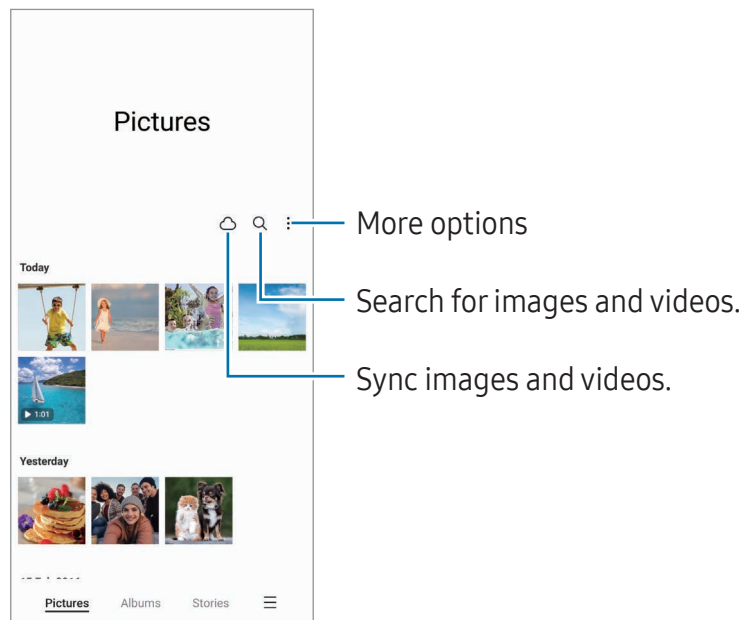 Pictures
More options
Today
Search for images and videos.
Sync images and videos.
1:01
Yesterday
Pictures Albums Stories